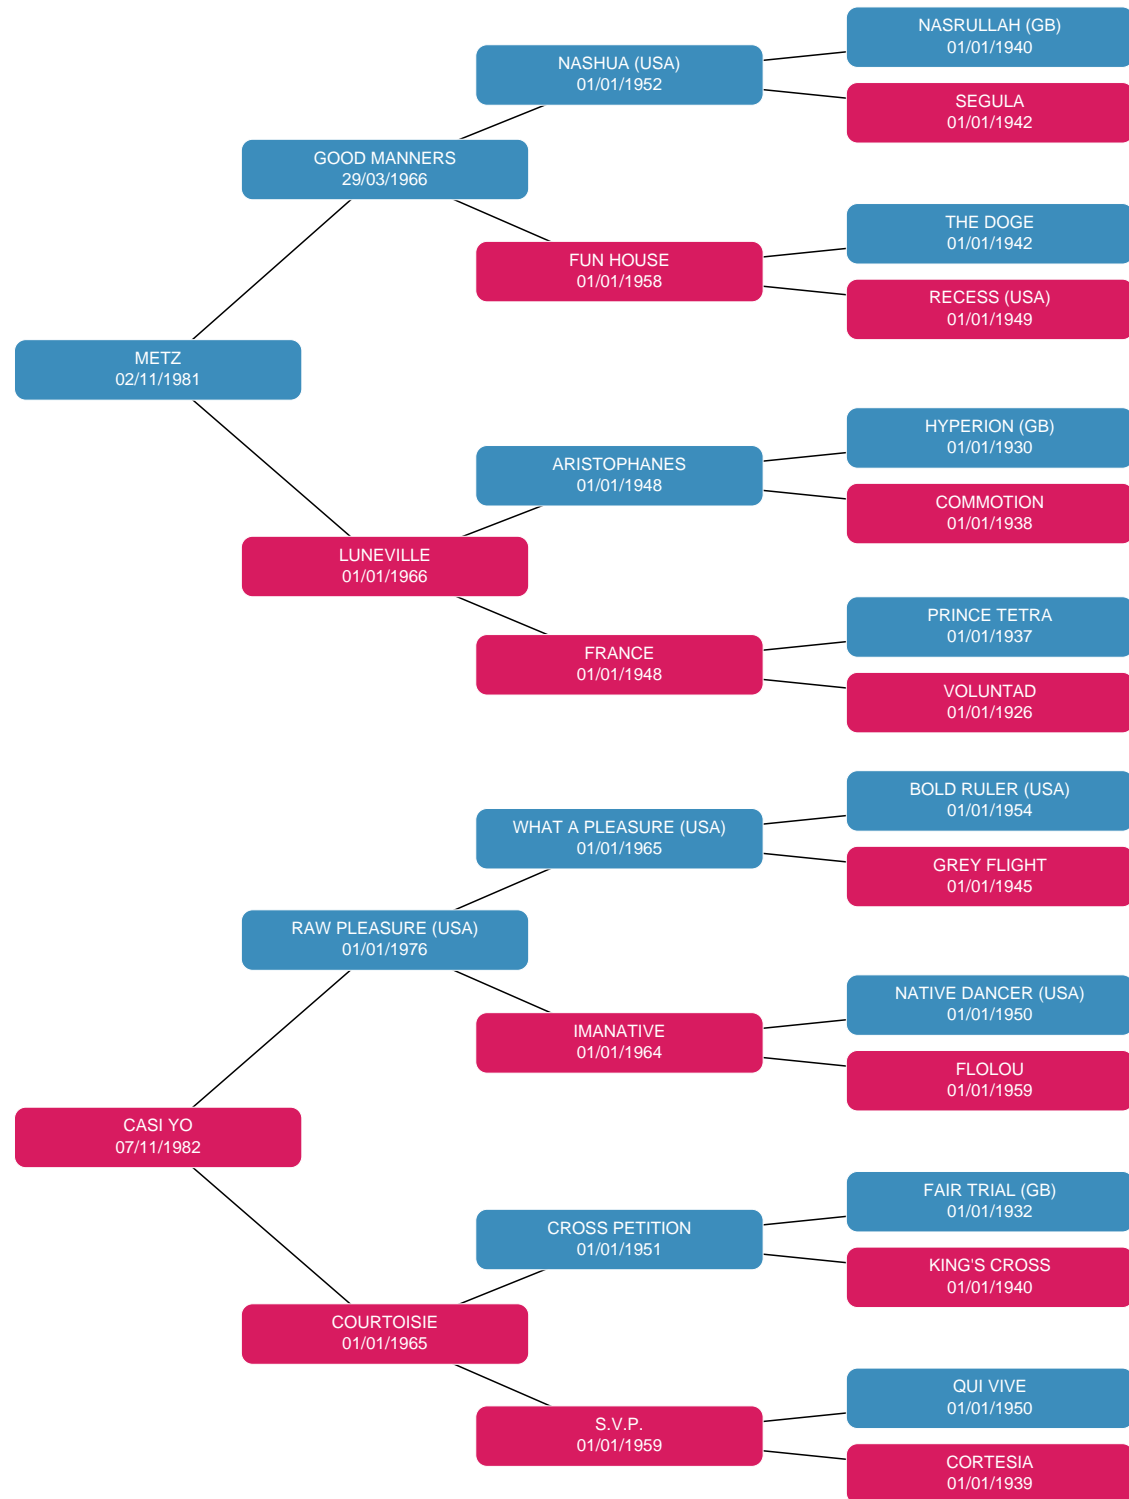 NASRULLAH (GB)
01/01/1940
NASHUA (USA)
01/01/1952
SEGULA
01/01/1942
GOOD MANNERS
29/03/1966
THE DOGE
01/01/1942
FUN HOUSE
01/01/1958
RECESS (USA)
01/01/1949
METZ
02/11/1981
HYPERION (GB)
01/01/1930
ARISTOPHANES
01/01/1948
COMMOTION
01/01/1938
LUNEVILLE
01/01/1966
PRINCE TETRA
01/01/1937
FRANCE
01/01/1948
VOLUNTAD
01/01/1926
BOLD RULER (USA)
01/01/1954
WHAT A PLEASURE (USA)
01/01/1965
GREY FLIGHT
01/01/1945
RAW PLEASURE (USA)
01/01/1976
NATIVE DANCER (USA)
01/01/1950
IMANATIVE
01/01/1964
FLOLOU
01/01/1959
CASI YO
07/11/1982
FAIR TRIAL (GB)
01/01/1932
CROSS PETITION
01/01/1951
KING'S CROSS
01/01/1940
COURTOISIE
01/01/1965
QUI VIVE
01/01/1950
S.V.P.
01/01/1959
CORTESIA
01/01/1939